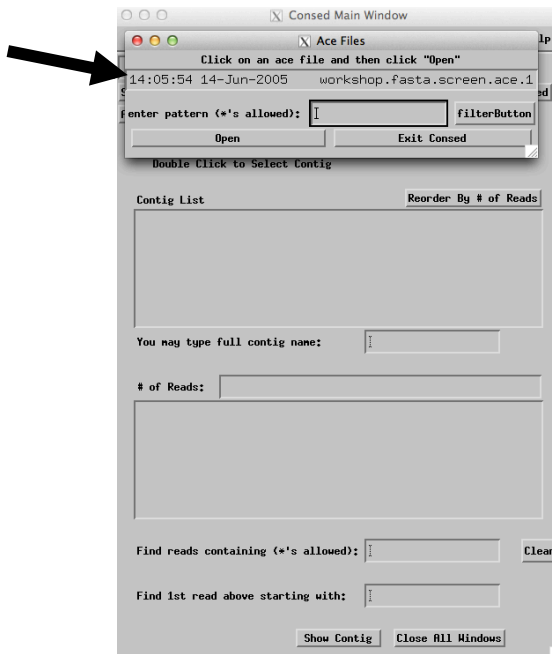 Consed Main Window
Ace Files
Click on an ace file and then click "Open"
14:05:54 14-Jun-2005 workshop.fasta.screen.ace.1
enter pattern (*'s allowed): filterButton
Open Exit Consed
Double Click to Select Contig
Contig List Reorder By # of Reads
You may type full contig name:
# of Reads:
Find reads containing (*'s allowed): Clear
Find 1st read above starting with:
Show Contig Close All Windows